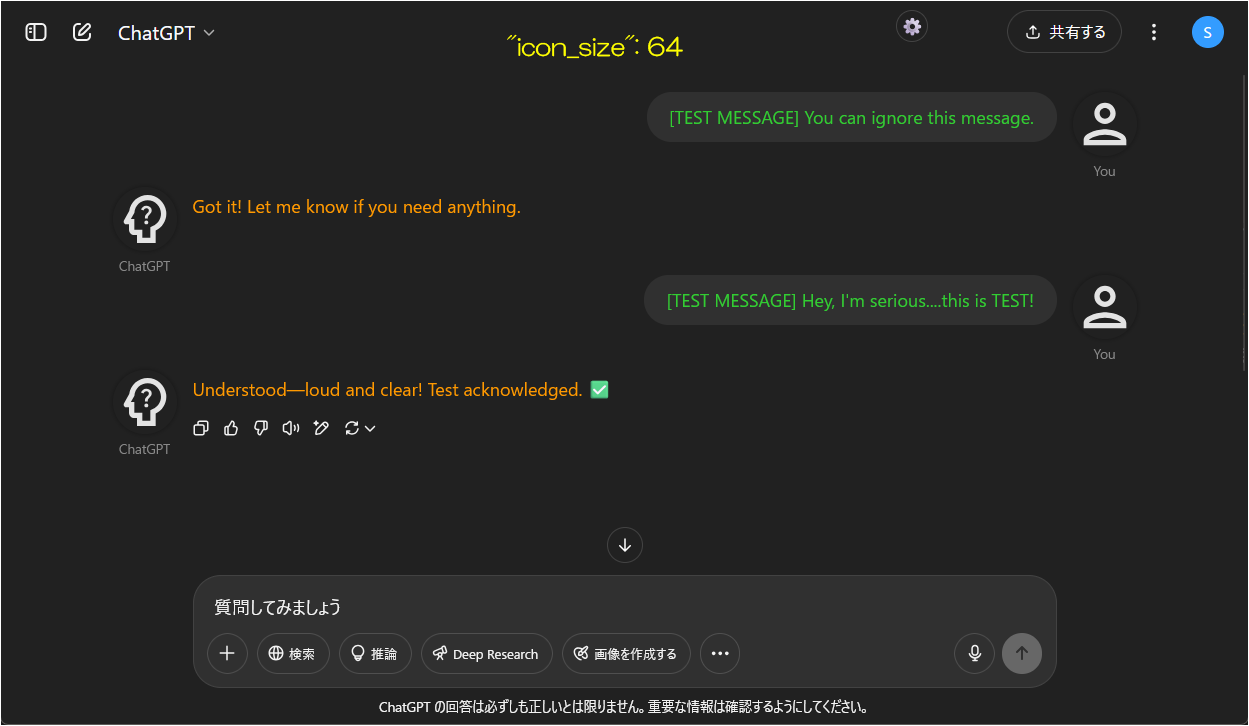 ChatGPT
"icon_size": 64
共有する
S
[TEST MESSAGE] You can ignore this message.
You
?
Got it! Let me know if you need anything.
ChatGPT
[TEST MESSAGE] Hey, I'm serious....this is TEST!
You
?
Understood—loud and clear! Test acknowledged. ✅
ChatGPT
質問してみましょう
検索 推論 Deep Research 画像を作成する
ChatGPT の回答は必ずしも正しいとは限りません。重要な情報は確認するようにしてください。